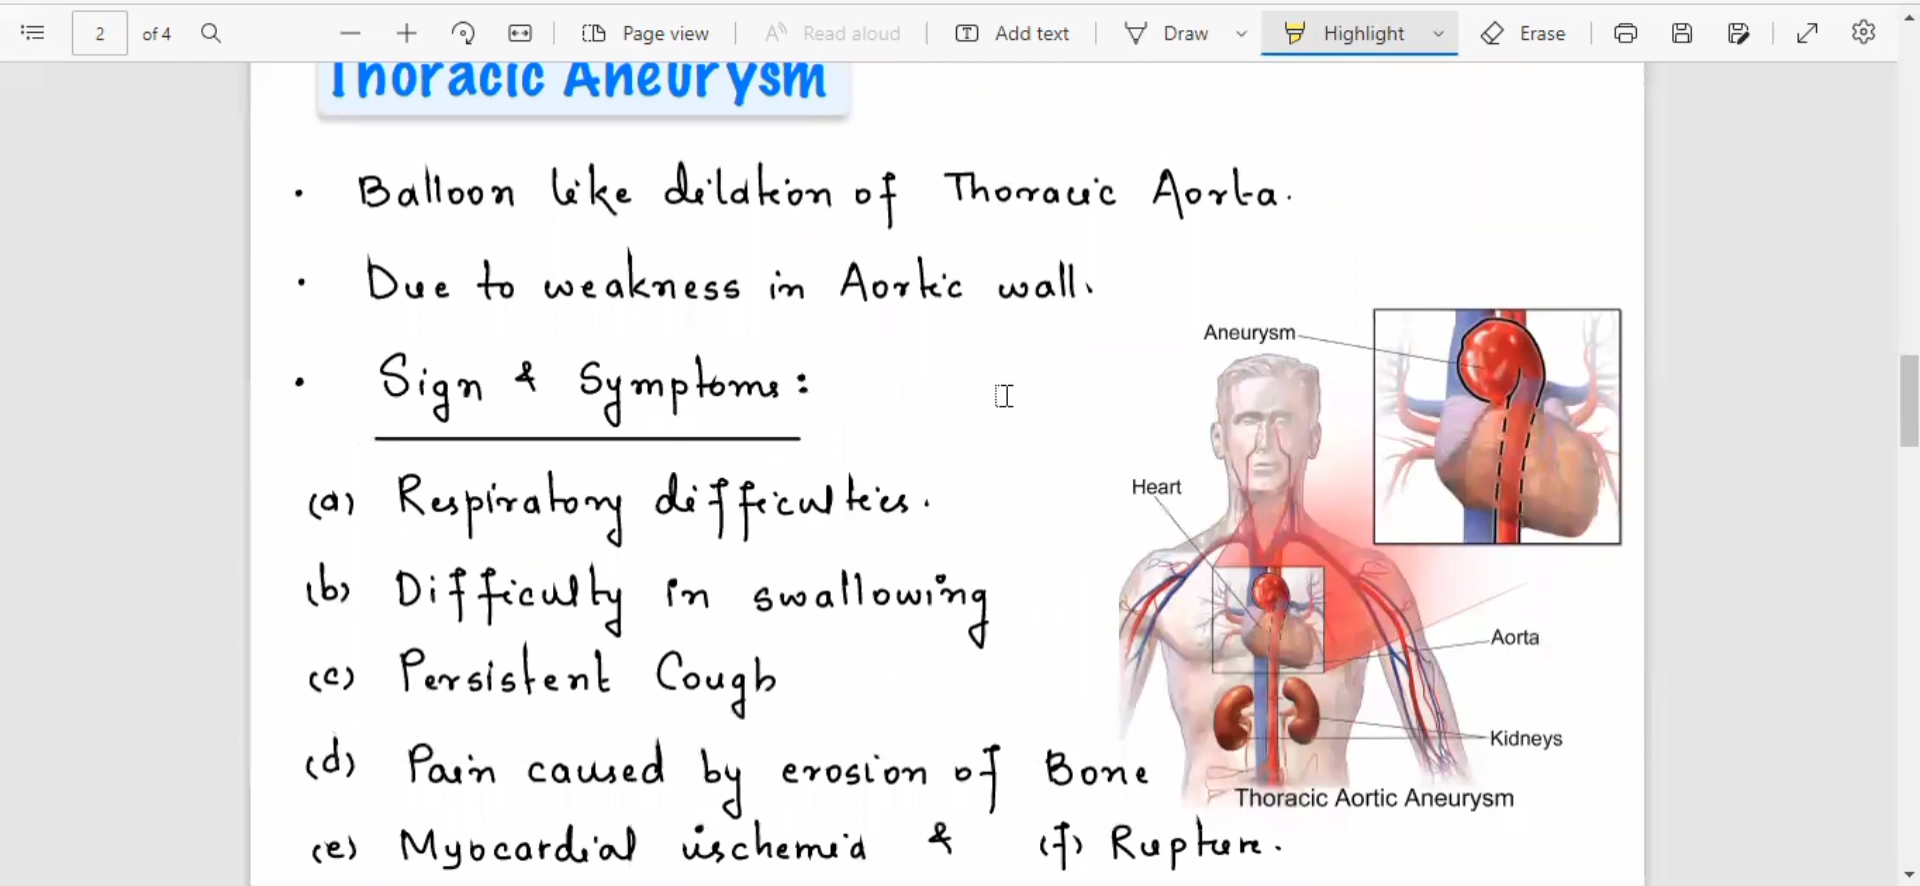 2 of 4 Page view Read aloud Add text Draw Highlight Erase
Thoracic Aneurysm
• Balloon like dilation of Thoracic Aorta.
• Due to weakness in Aortic wall.
• Sign & Symptoms:
(a) Respiratory difficulties.
(b) Difficulty in swallowing
(c) Persistent Cough
(d) Pain caused by erosion of Bone
(e) Myocardial ischemia & (f) Rupture.
Aneurysm
Heart
Aorta
Kidneys
Thoracic Aortic Aneurysm